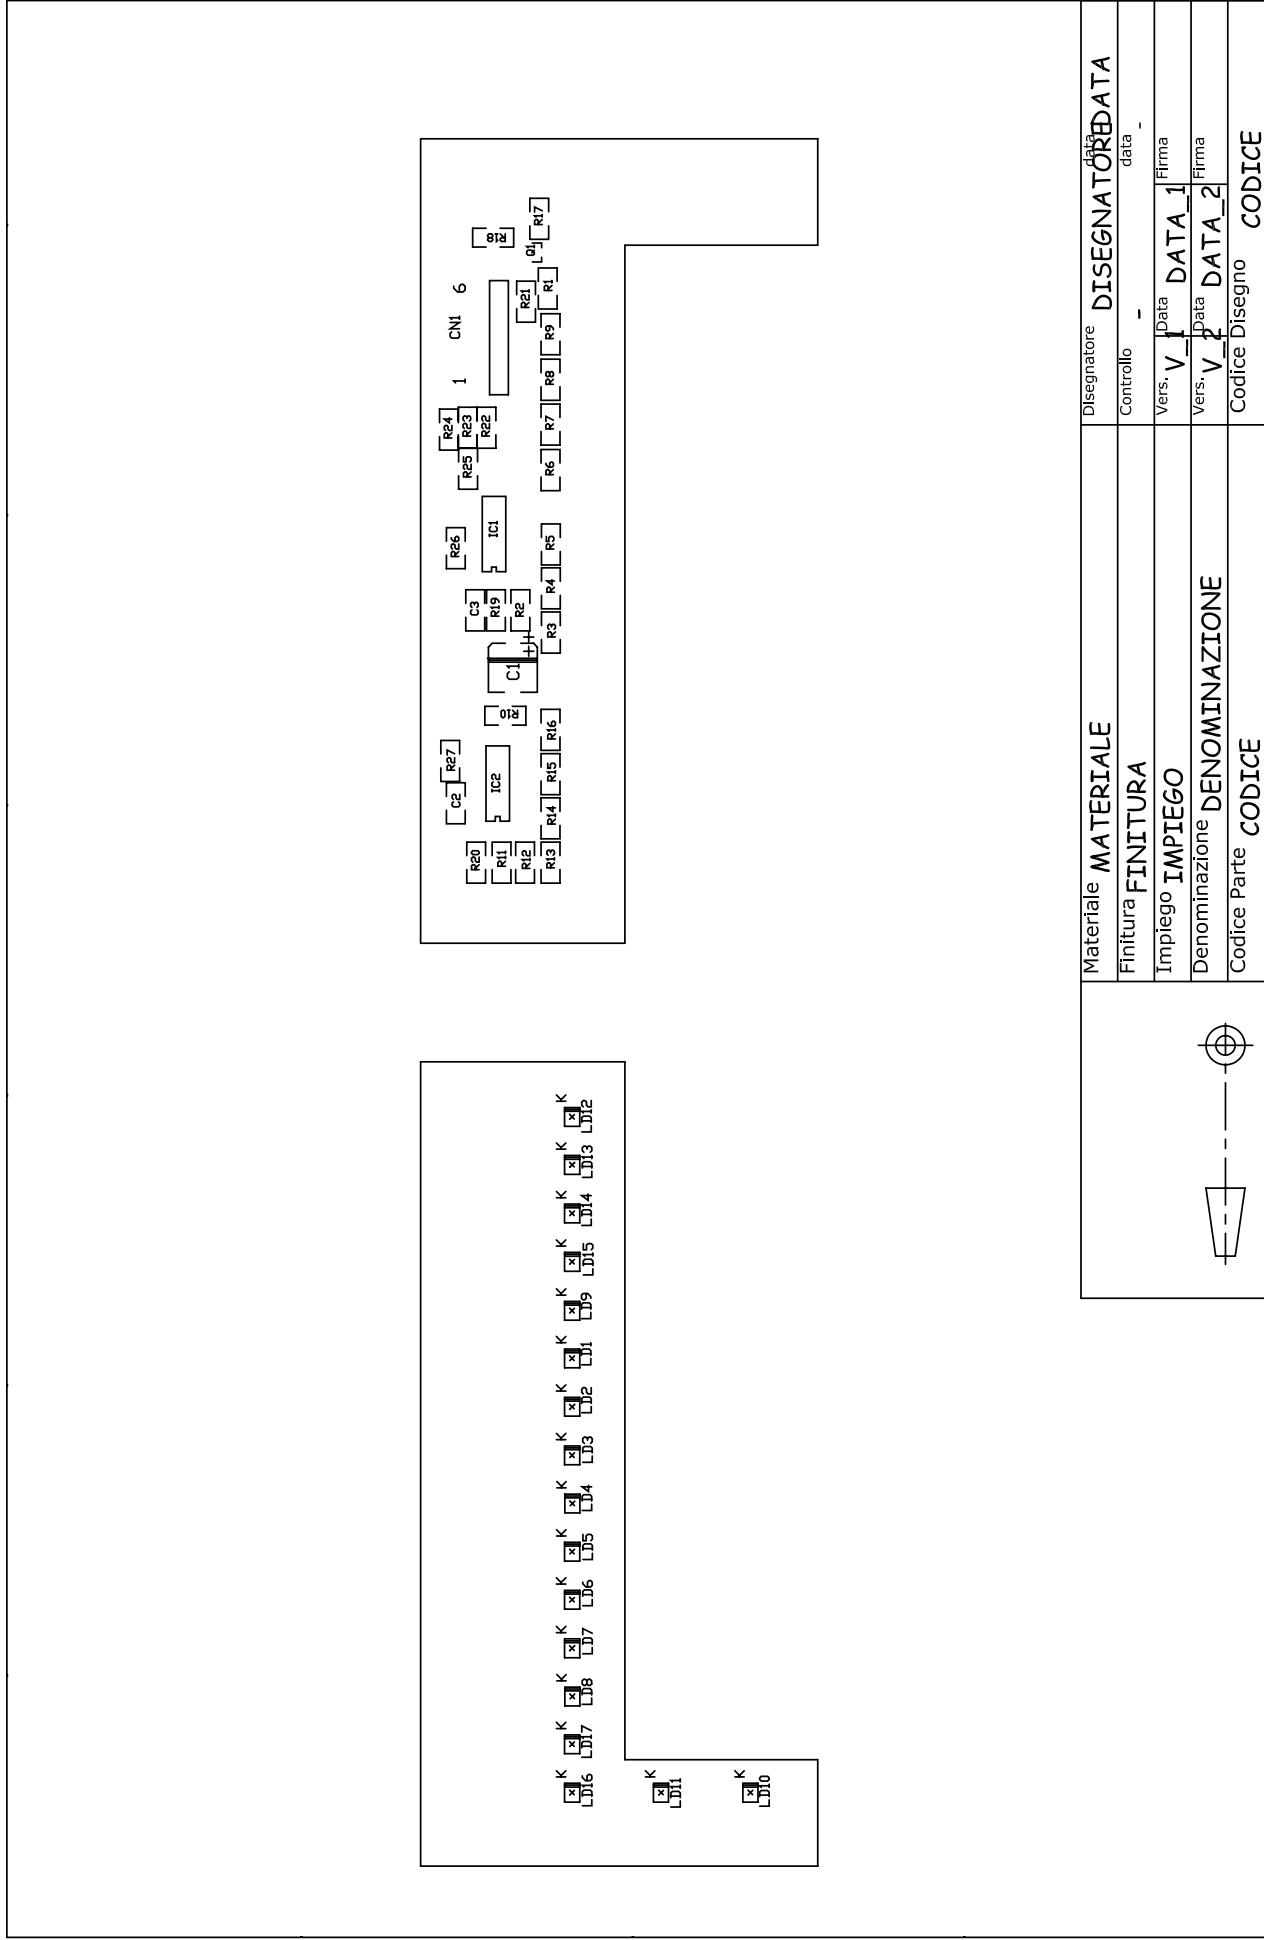 R17
R18
Q1
6
CN1
1
R21
R1
R9
R8
R7
R6
R24
R23
R22
R25
IC1
R26
R5
R4
R3
C3
R19
R2
C1
++
R10
R16
R15
R14
R13
R27
C2
IC2
R20
R11
R12
K
LD12
K
LD13
K
LD14
K
LD15
K
LD9
K
LD1
K
LD2
K
LD3
K
LD4
K
LD5
K
LD6
K
LD7
K
LD8
K
LD17
K
LD16
K
LD11
K
LD10
Materiale MATERIALE
Finitura FINITURA
Impiego IMPIEGO
Denominazione DENOMINAZIONE
Codice Parte CODICE
Disegnatore DISEGNATORE data DATA
Controllo - data -
Vers. V_1 Data DATA_1 Firma
Vers. V_2 Data DATA_2 Firma
Codice Disegno CODICE